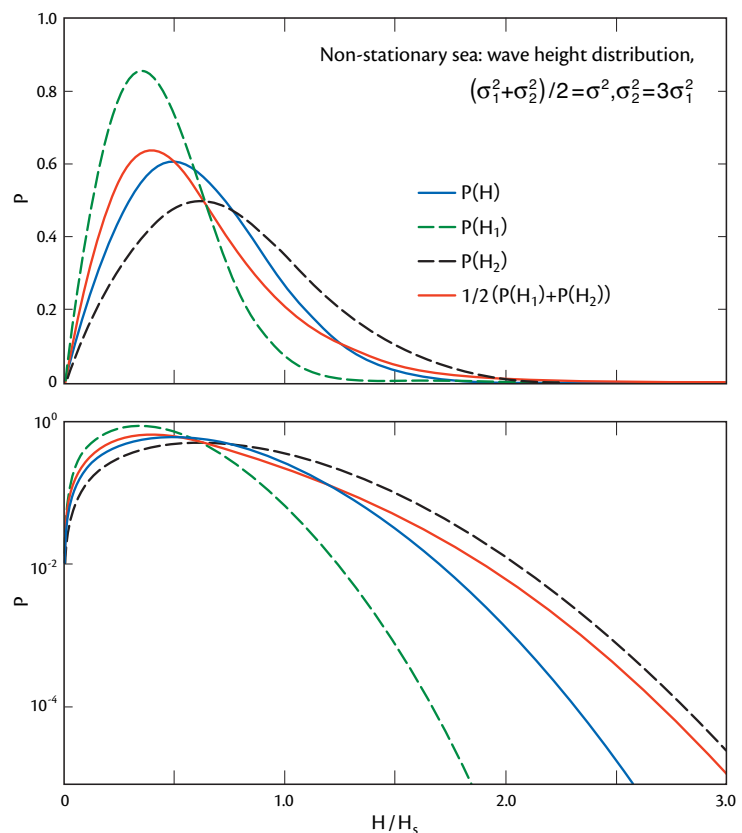 1.0
Non-stationary sea: wave height distribution,
(σ₁²+σ₂²)/2=σ²,σ₂²=3σ₁²
0.8
0.6
P
P(H)
P(H₁)
0.4
P(H₂)
1/2(P(H₁)+P(H₂))
0.2
0
10⁰
10⁻²
P
10⁻⁴
0 1.0 2.0 3.0
H/Hₛ